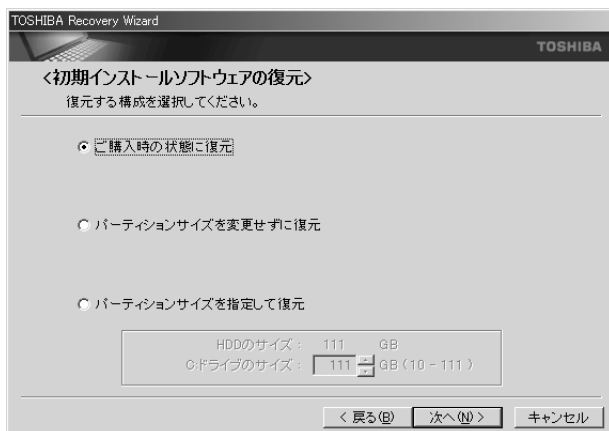 TOSHIBA Recovery Wizard
TOSHIBA
<初期インストールソフトウェアの復元>
復元する構成を選択してください。
ご購入時の状態に復元
パーティションサイズを変更せずに復元
パーティションサイズを指定して復元
HDDのサイズ： 111 GB
C:ドライブのサイズ： 111 GB (10 - 111)
< 戻る(B) 次へ(N) > キャンセル